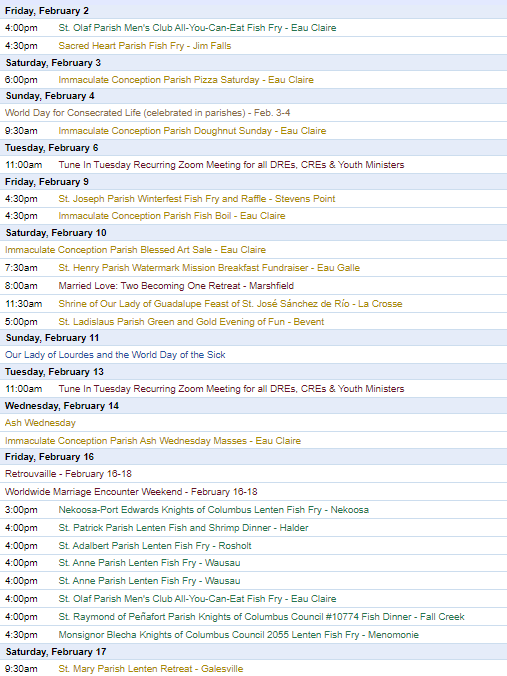 Friday, February 2
4:00pm St. Olaf Parish Men's Club All-You-Can-Eat Fish Fry - Eau Claire
4:30pm Sacred Heart Parish Fish Fry - Jim Falls
Saturday, February 3
6:00pm Immaculate Conception Parish Pizza Saturday - Eau Claire
Sunday, February 4
World Day for Consecrated Life (celebrated in parishes) - Feb. 3-4
9:30am Immaculate Conception Parish Doughnut Sunday - Eau Claire
Tuesday, February 6
11:00am Tune In Tuesday Recurring Zoom Meeting for all DREs, CREs & Youth Ministers
Friday, February 9
4:30pm St. Joseph Parish Winterfest Fish Fry and Raffle - Stevens Point
4:30pm Immaculate Conception Parish Fish Boil - Eau Claire
Saturday, February 10
Immaculate Conception Parish Blessed Art Sale - Eau Claire
7:30am St. Henry Parish Watermark Mission Breakfast Fundraiser - Eau Galle
8:00am Married Love: Two Becoming One Retreat - Marshfield
11:30am Shrine of Our Lady of Guadalupe Feast of St. José Sánchez de Río - La Crosse
5:00pm St. Ladislaus Parish Green and Gold Evening of Fun - Bevent
Sunday, February 11
Our Lady of Lourdes and the World Day of the Sick
Tuesday, February 13
11:00am Tune In Tuesday Recurring Zoom Meeting for all DREs, CREs & Youth Ministers
Wednesday, February 14
Ash Wednesday
Immaculate Conception Parish Ash Wednesday Masses - Eau Claire
Friday, February 16
Retrouvaille - February 16-18
Worldwide Marriage Encounter Weekend - February 16-18
3:00pm Nekoosa-Port Edwards Knights of Columbus Lenten Fish Fry - Nekoosa
4:00pm St. Patrick Parish Lenten Fish and Shrimp Dinner - Halder
4:00pm St. Adalbert Parish Lenten Fish Fry - Rosholt
4:00pm St. Anne Parish Lenten Fish Fry - Wausau
4:00pm St. Anne Parish Lenten Fish Fry - Wausau
4:00pm St. Olaf Parish Men's Club All-You-Can-Eat Fish Fry - Eau Claire
4:00pm St. Raymond of Peñafort Parish Knights of Columbus Council #10774 Fish Dinner - Fall Creek
4:30pm Monsignor Blecha Knights of Columbus Council 2055 Lenten Fish Fry - Menomonie
Saturday, February 17
9:30am St. Mary Parish Lenten Retreat - Galesville